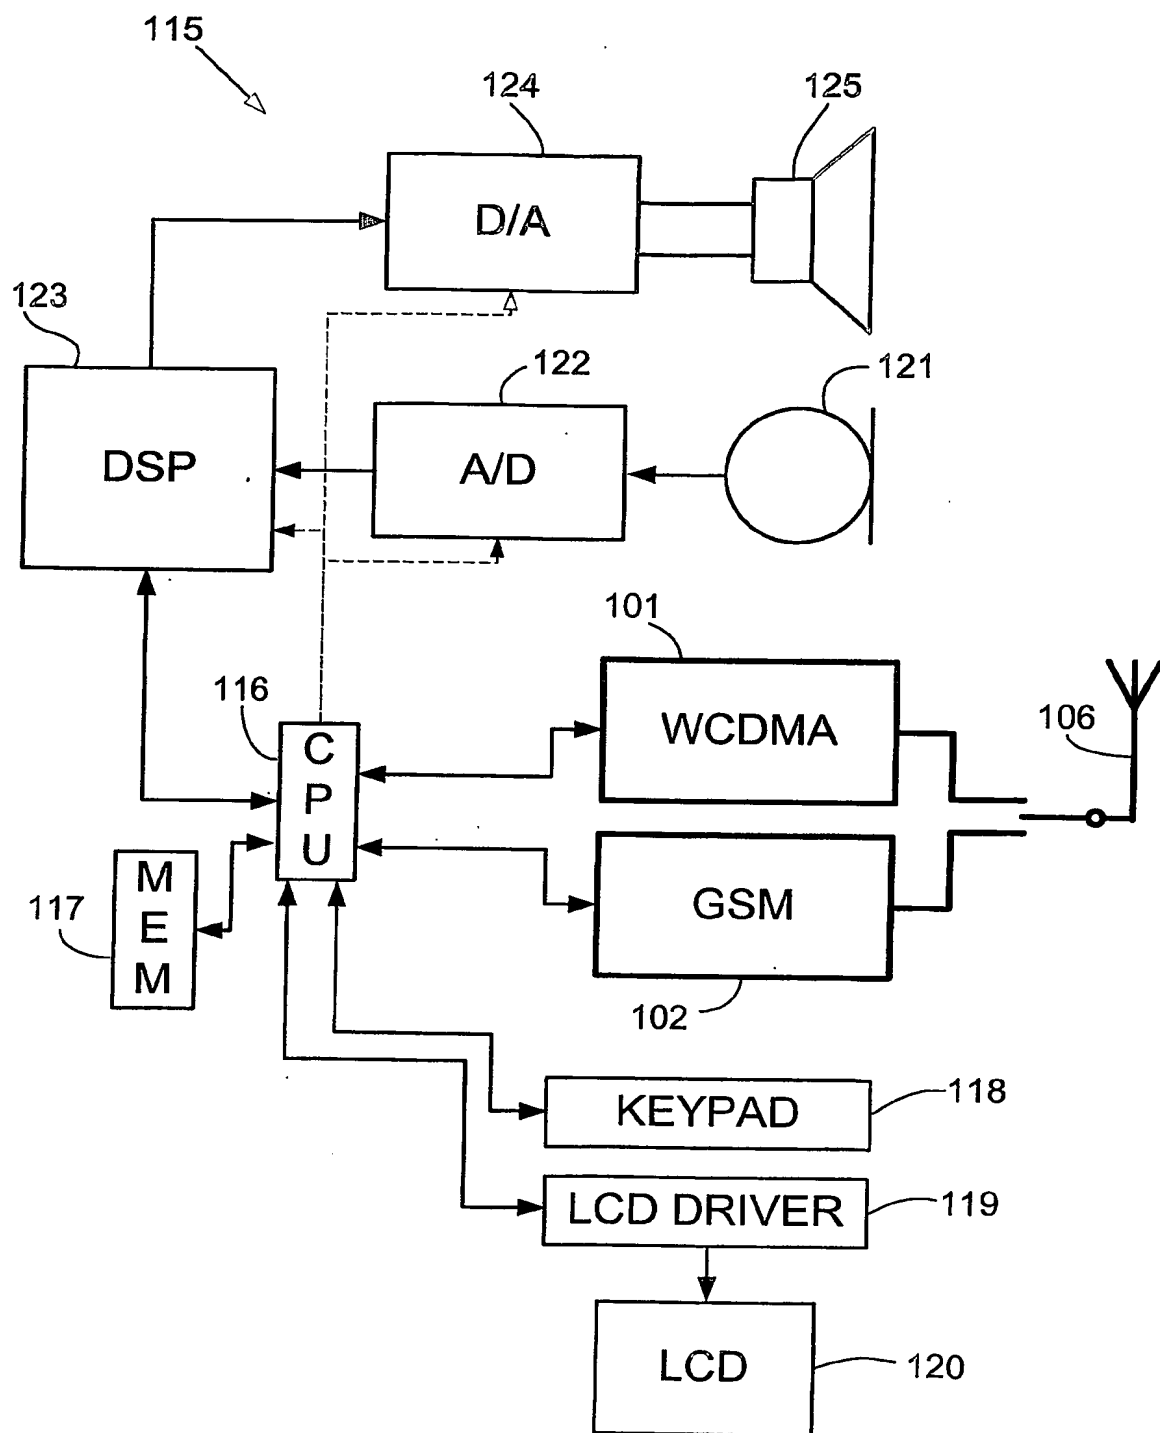 115
124
125
D/A
123
122
121
DSP
A/D
101
116
WCDMA
106
C
P
U
117
M
E
M
GSM
102
KEYPAD
118
LCD DRIVER
119
LCD
120